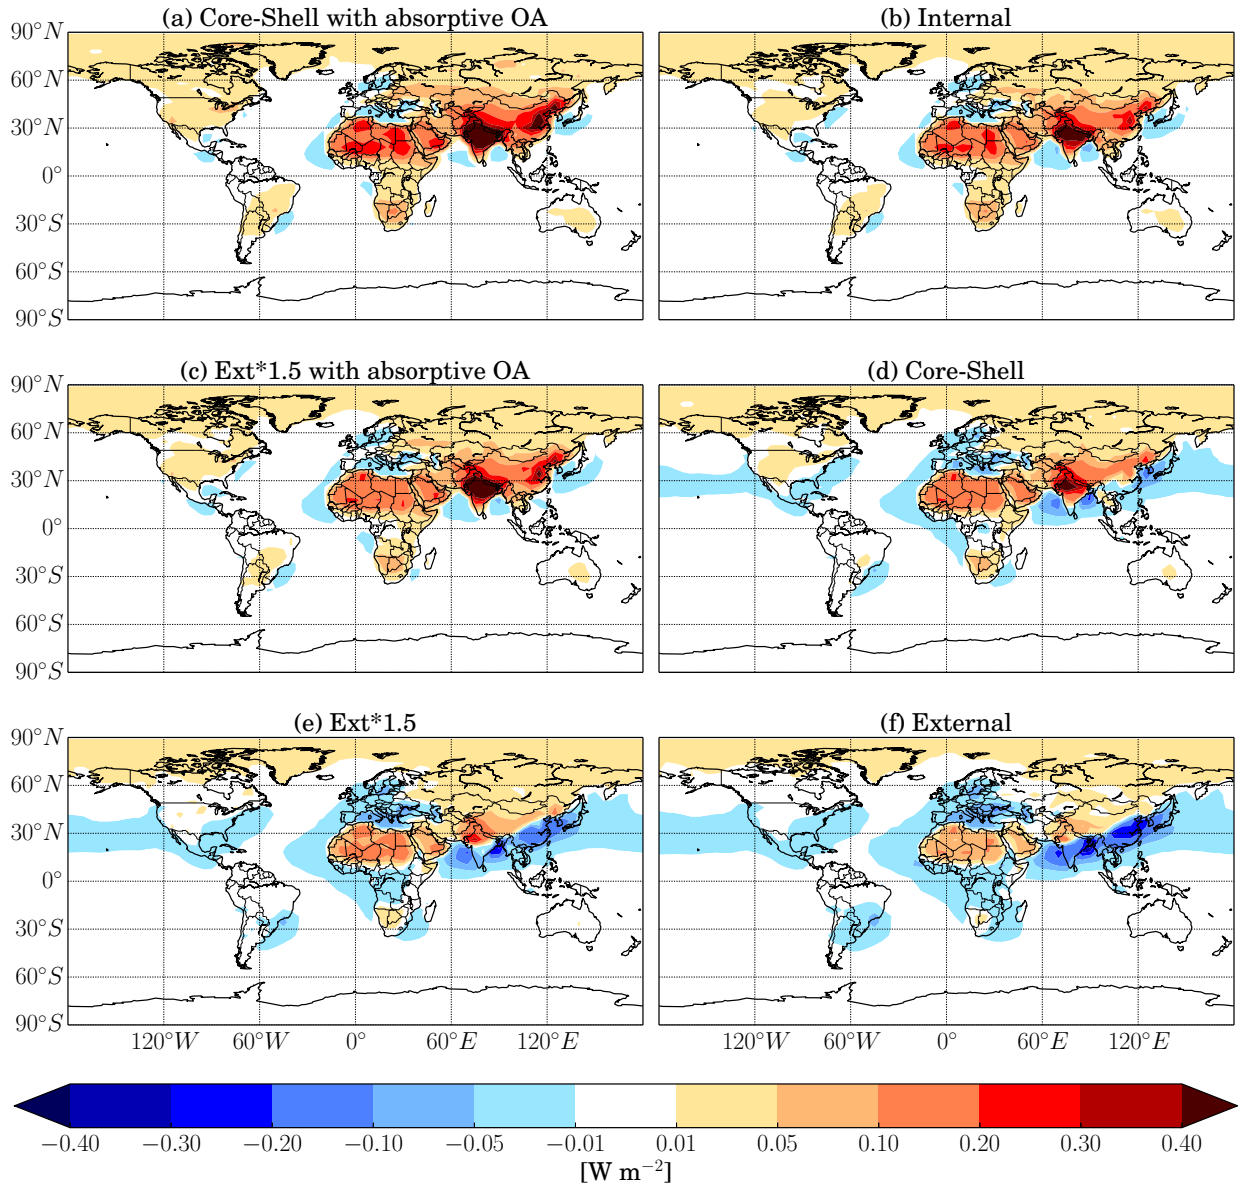 (a) Core-Shell with absorptive OA
(b) Internal
90°N
60°N
30°N
0°
30°S
60°S
90°S
(c) Ext*1.5 with absorptive OA
(d) Core-Shell
90°N
60°N
30°N
0°
30°S
60°S
90°S
(e) Ext*1.5
(f) External
90°N
60°N
30°N
0°
30°S
60°S
90°S
120°W 60°W 0° 60°E 120°E 120°W 60°W 0° 60°E 120°E
−0.40 −0.30 −0.20 −0.10 −0.05 −0.01 0.01 0.05 0.10 0.20 0.30 0.40
[W m⁻²]